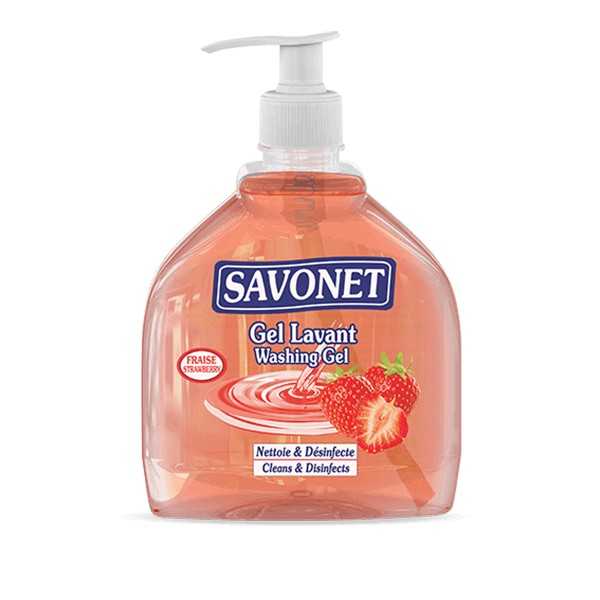 SAVONET
Gel Lavant
Washing Gel
FRAISE
STRAWBERRY
Nettoie & Désinfecte
Cleans & Disinfects